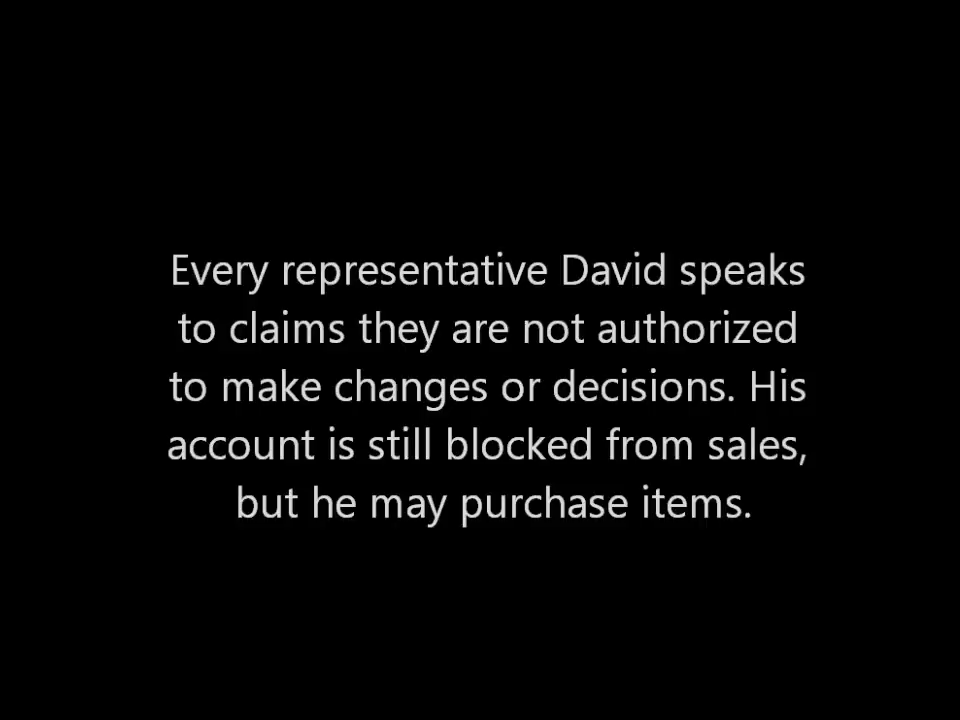 Every representative David speaks
to claims they are not authorized
to make changes or decisions. His
account is still blocked from sales,
but he may purchase items.